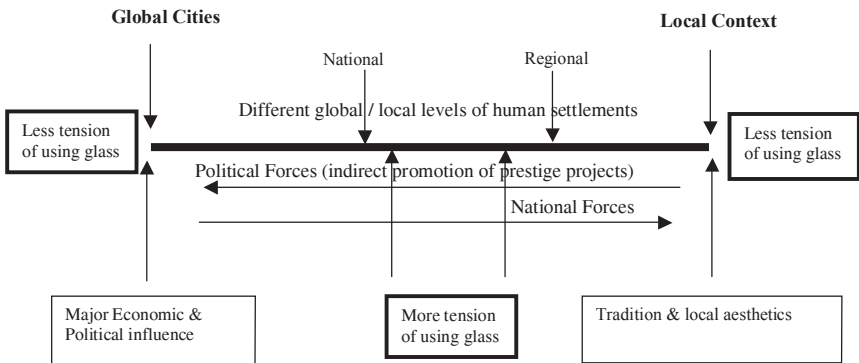 Global Cities
Local Context
National
Regional
Different global / local levels of human settlements
Less tension
of using glass
Less tension
of using glass
Political Forces (indirect promotion of prestige projects)
National Forces
Major Economic &
Political influence
More tension
of using glass
Tradition & local aesthetics